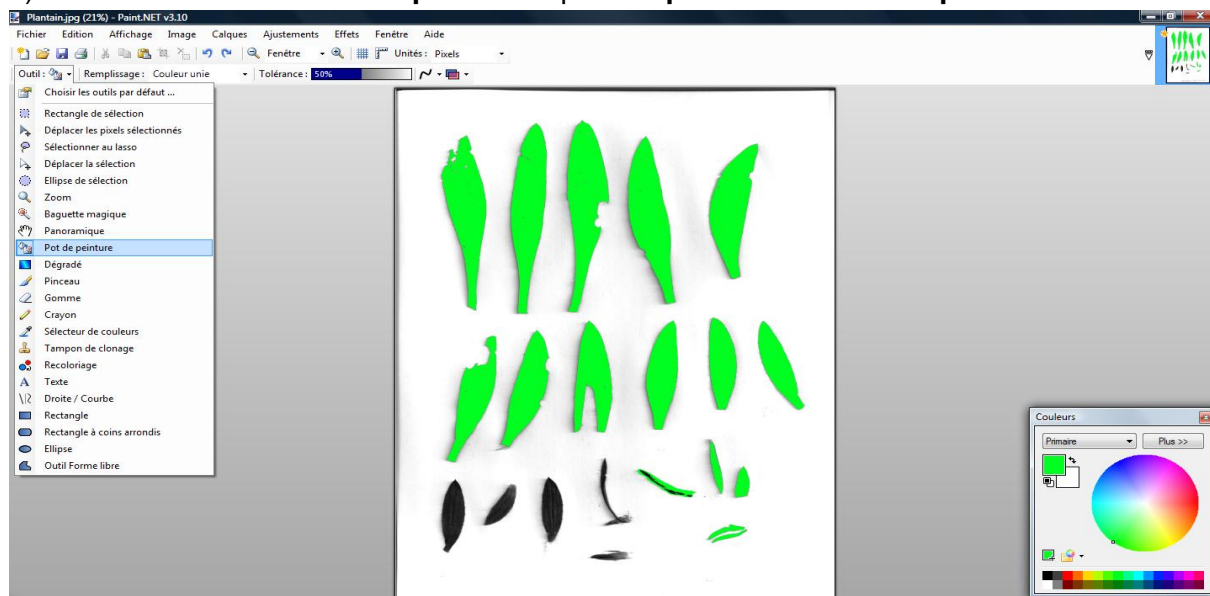 Plantain.jpg (21%) - Paint.NET v3.10
Fichier Edition Affichage Image Calques Ajustements Effets Fenêtre Aide
Fenêtre Unités : Pixels
Outil : Remplissage : Couleur unie Tolérance : 50%
Choisir les outils par défaut ...
Rectangle de sélection
Déplacer les pixels sélectionnés
Sélectionner au lasso
Déplacer la sélection
Ellipse de sélection
Zoom
Baguette magique
Panoramique
Pot de peinture
Dégradé
Pinceau
Gomme
Crayon
Sélecteur de couleurs
Tampon de clonage
Recoloriage
Texte
Droite / Courbe
Rectangle
Rectangle à coins arrondis
Ellipse
Outil Forme libre
Couleurs
Primaire Plus >>